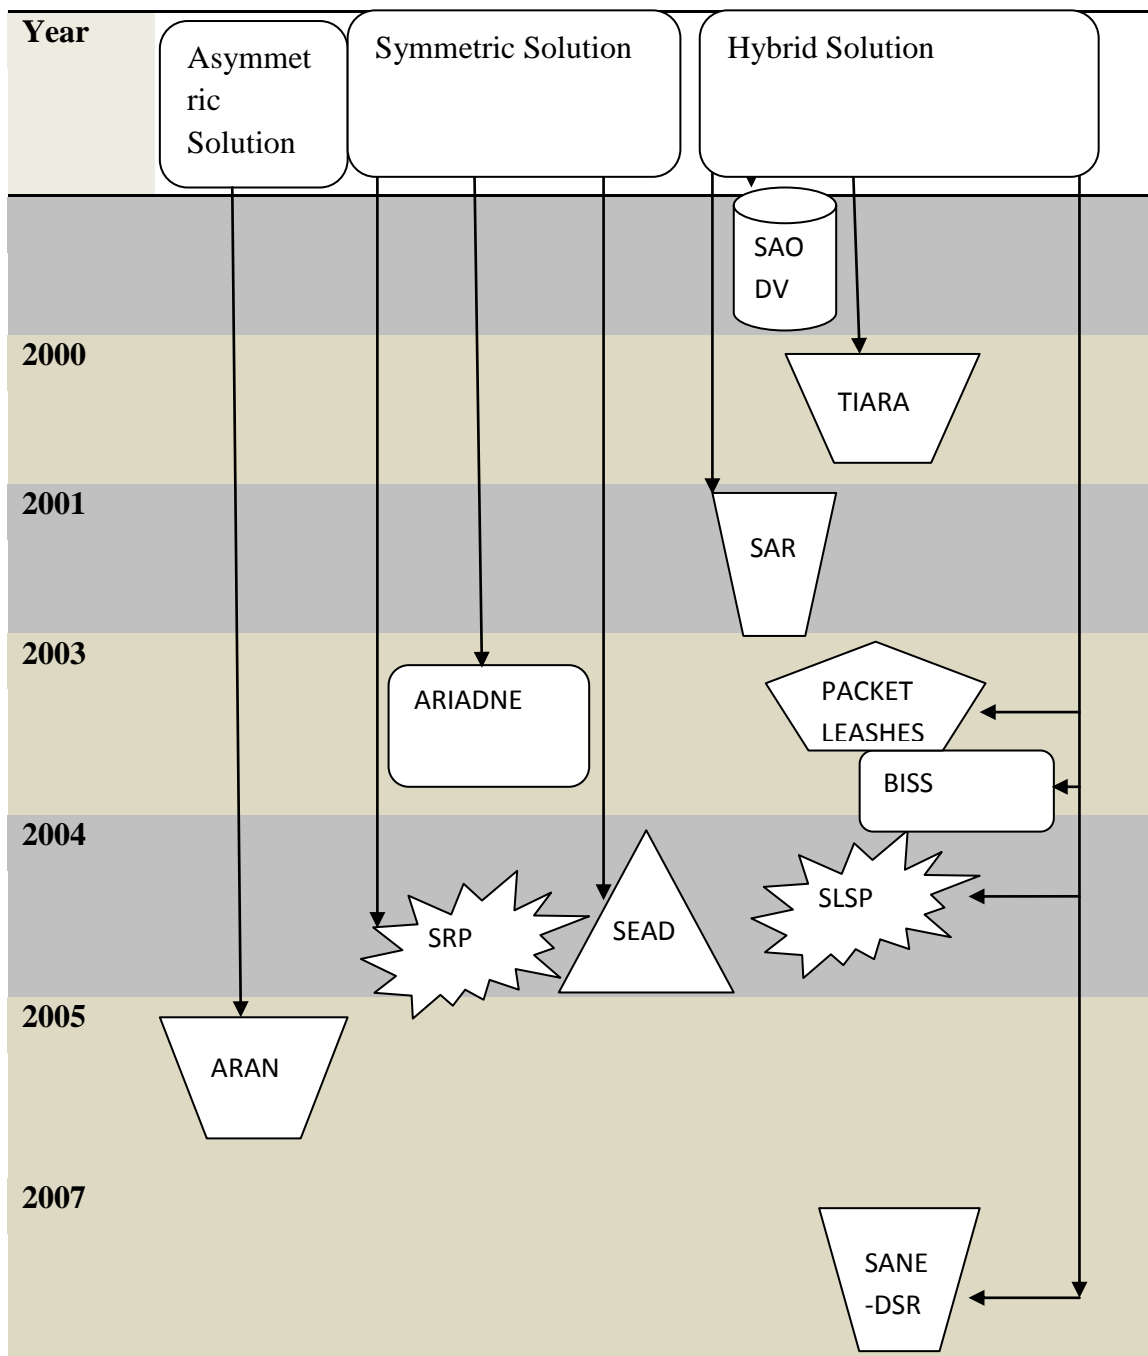 Year
Asymmet
ric
Solution
Symmetric Solution
Hybrid Solution
SAO
DV
2000
TIARA
2001
SAR
2003
ARIADNE
PACKET
LEASHES
BISS
2004
SRP
SEAD
SLSP
2005
ARAN
2007
SANE
-DSR